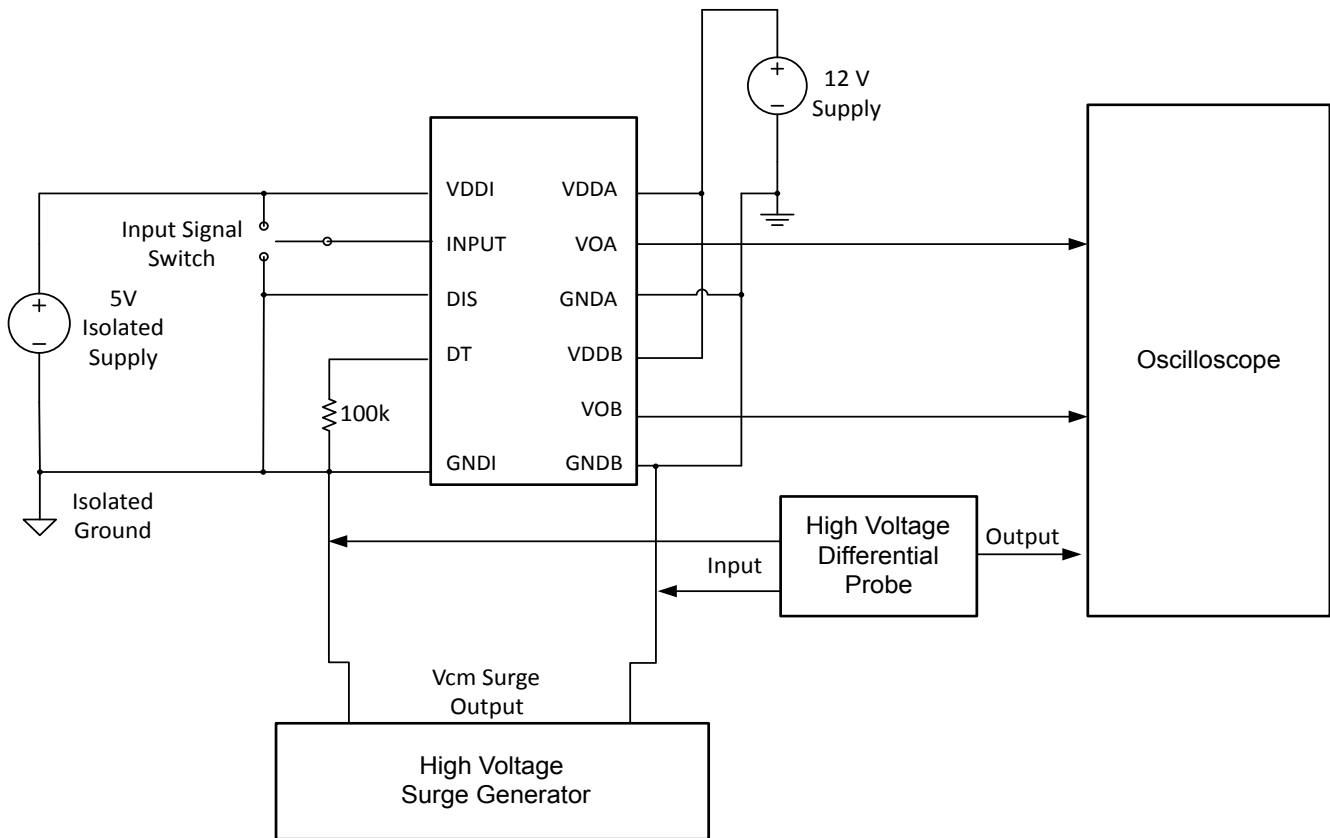 12 V
Supply
VDDI
VDDA
Input Signal
Switch
INPUT
VOA
5V
Isolated
Supply
DIS
GNDA
DT
VDDB
Oscilloscope
100k
VOB
GNDI
GNDB
Isolated
Ground
High Voltage
Differential
Probe
Output
Input
Vcm Surge
Output
High Voltage
Surge Generator
+
−
+
−